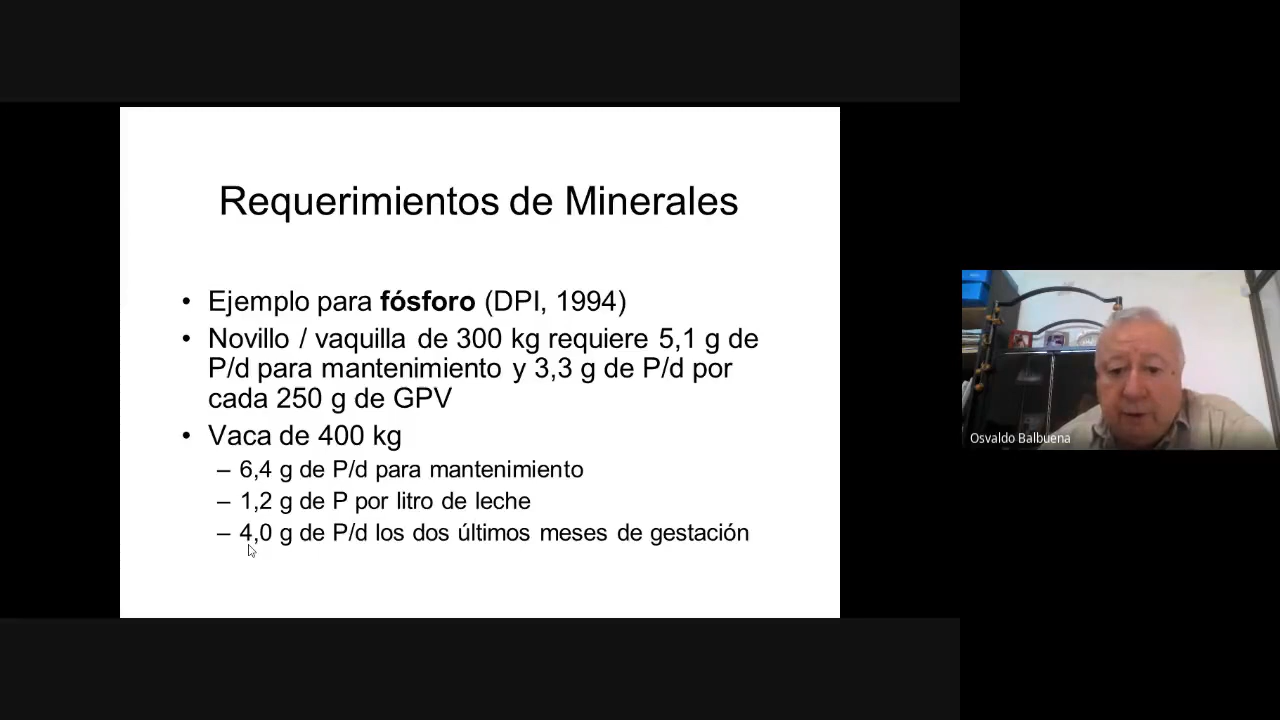 Requerimientos de Minerales
• Ejemplo para fósforo (DPI, 1994)
• Novillo / vaquilla de 300 kg requiere 5,1 g de
P/d para mantenimiento y 3,3 g de P/d por
cada 250 g de GPV
• Vaca de 400 kg
– 6,4 g de P/d para mantenimiento
– 1,2 g de P por litro de leche
– 4,0 g de P/d los dos últimos meses de gestación
Osvaldo Balbuena